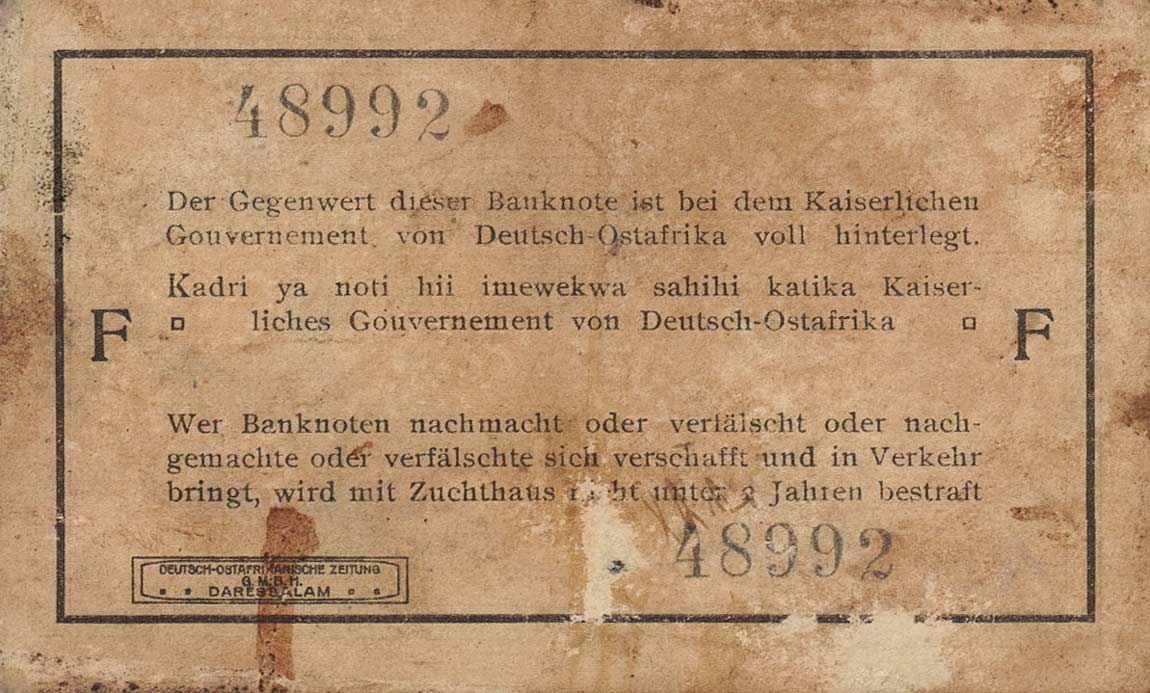 48992
Der Gegenwert dieser Banknote ist bei dem Kaiserlichen
Gouvernement von Deutsch-Ostafrika voll hinterlegt.
Kadri ya noti hii imewekwa sahihi katika Kaiser-
liches Gouvernement von Deutsch-Ostafrika
F F
Wer Banknoten nachmacht oder verfälscht oder nach-
gemachte oder verfälschte sich verschafft und in Verkehr
bringt, wird mit Zuchthaus nicht unter 2 Jahren bestraft
48992
DEUTSCH-OSTAFRIKANISCHE ZEITUNG
G.M.B.H.
DARESSALAM